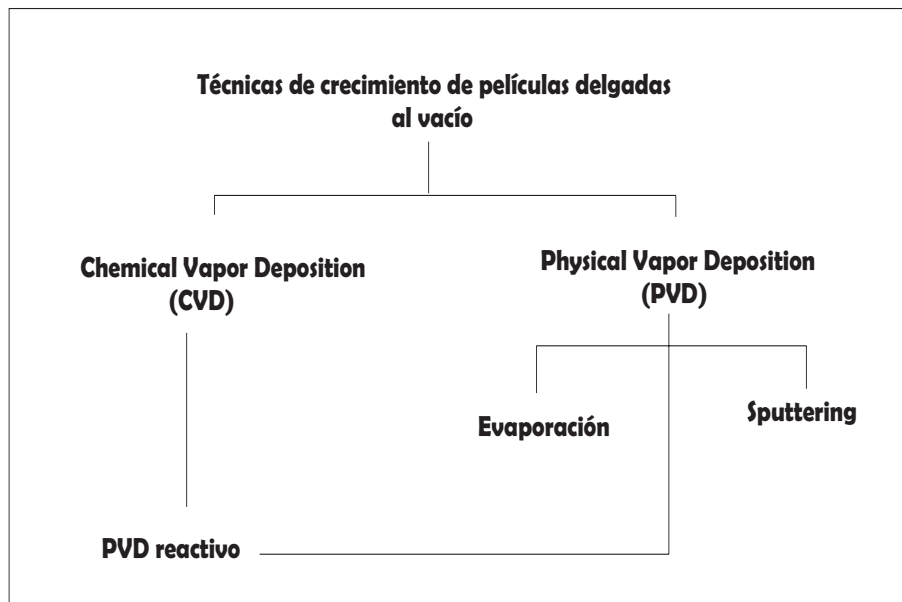 Técnicas de crecimiento de películas delgadas
al vacío
Chemical Vapor Deposition
(CVD)
Physical Vapor Deposition
(PVD)
Evaporación
Sputtering
PVD reactivo